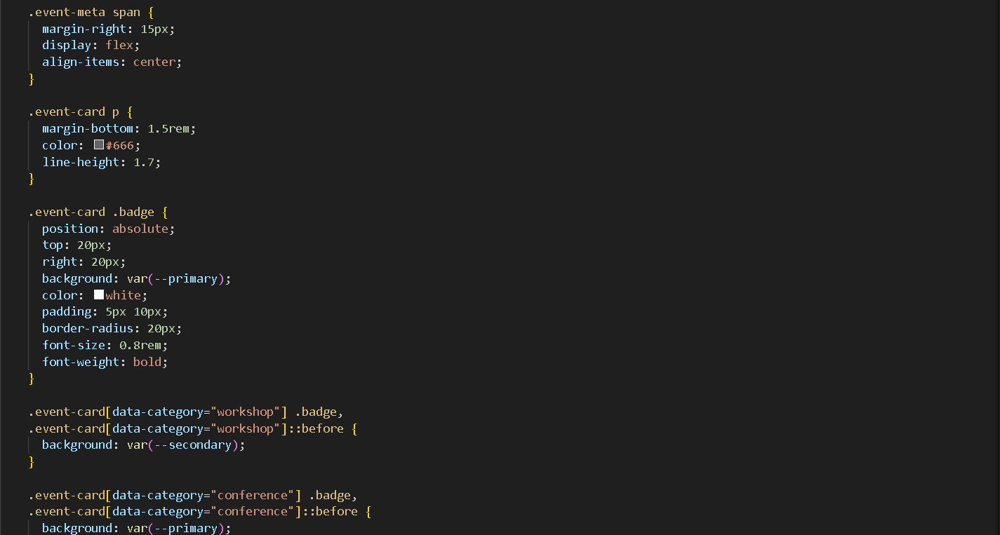 .event-meta span {
margin-right: 15px;
display: flex;
align-items: center;
}
.event-card p {
margin-bottom: 1.5rem;
color: #666;
line-height: 1.7;
}
.event-card .badge {
position: absolute;
top: 20px;
right: 20px;
background: var(--primary);
color: white;
padding: 5px 10px;
border-radius: 20px;
font-size: 0.8rem;
font-weight: bold;
}
.event-card[data-category="workshop"] .badge,
.event-card[data-category="workshop"]::before {
background: var(--secondary);
}
.event-card[data-category="conference"] .badge,
.event-card[data-category="conference"]::before {
background: var(--primary);